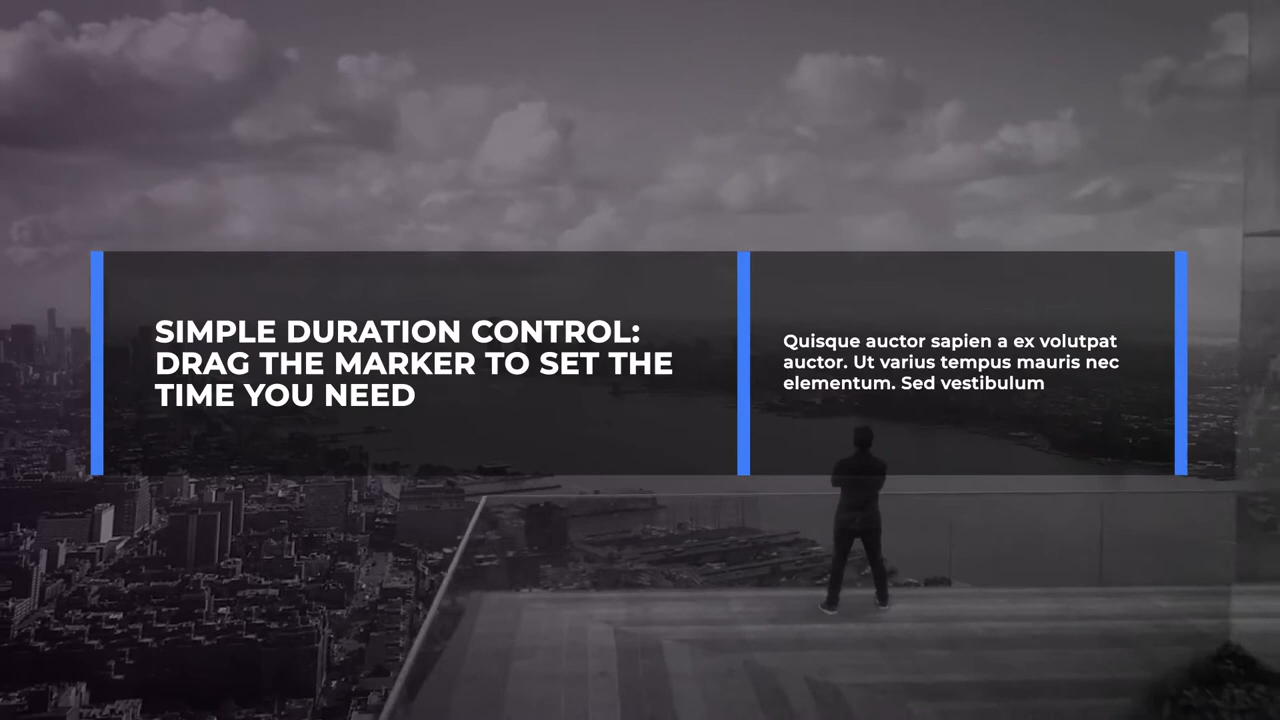 SIMPLE DURATION CONTROL:
DRAG THE MARKER TO SET THE
TIME YOU NEED
Quisque auctor sapien a ex volutpat
auctor. Ut varius tempus mauris nec
elementum. Sed vestibulum